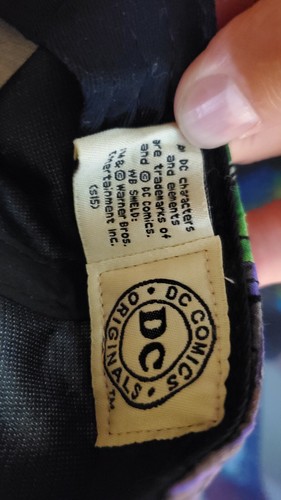 DC characters
and elements
are trademarks of
and © DC Comics.
WB SHIELD:
™& © Warner Bros.
Entertainment Inc.
(s15)
DC COMICS
DC
ORIGINALS
™